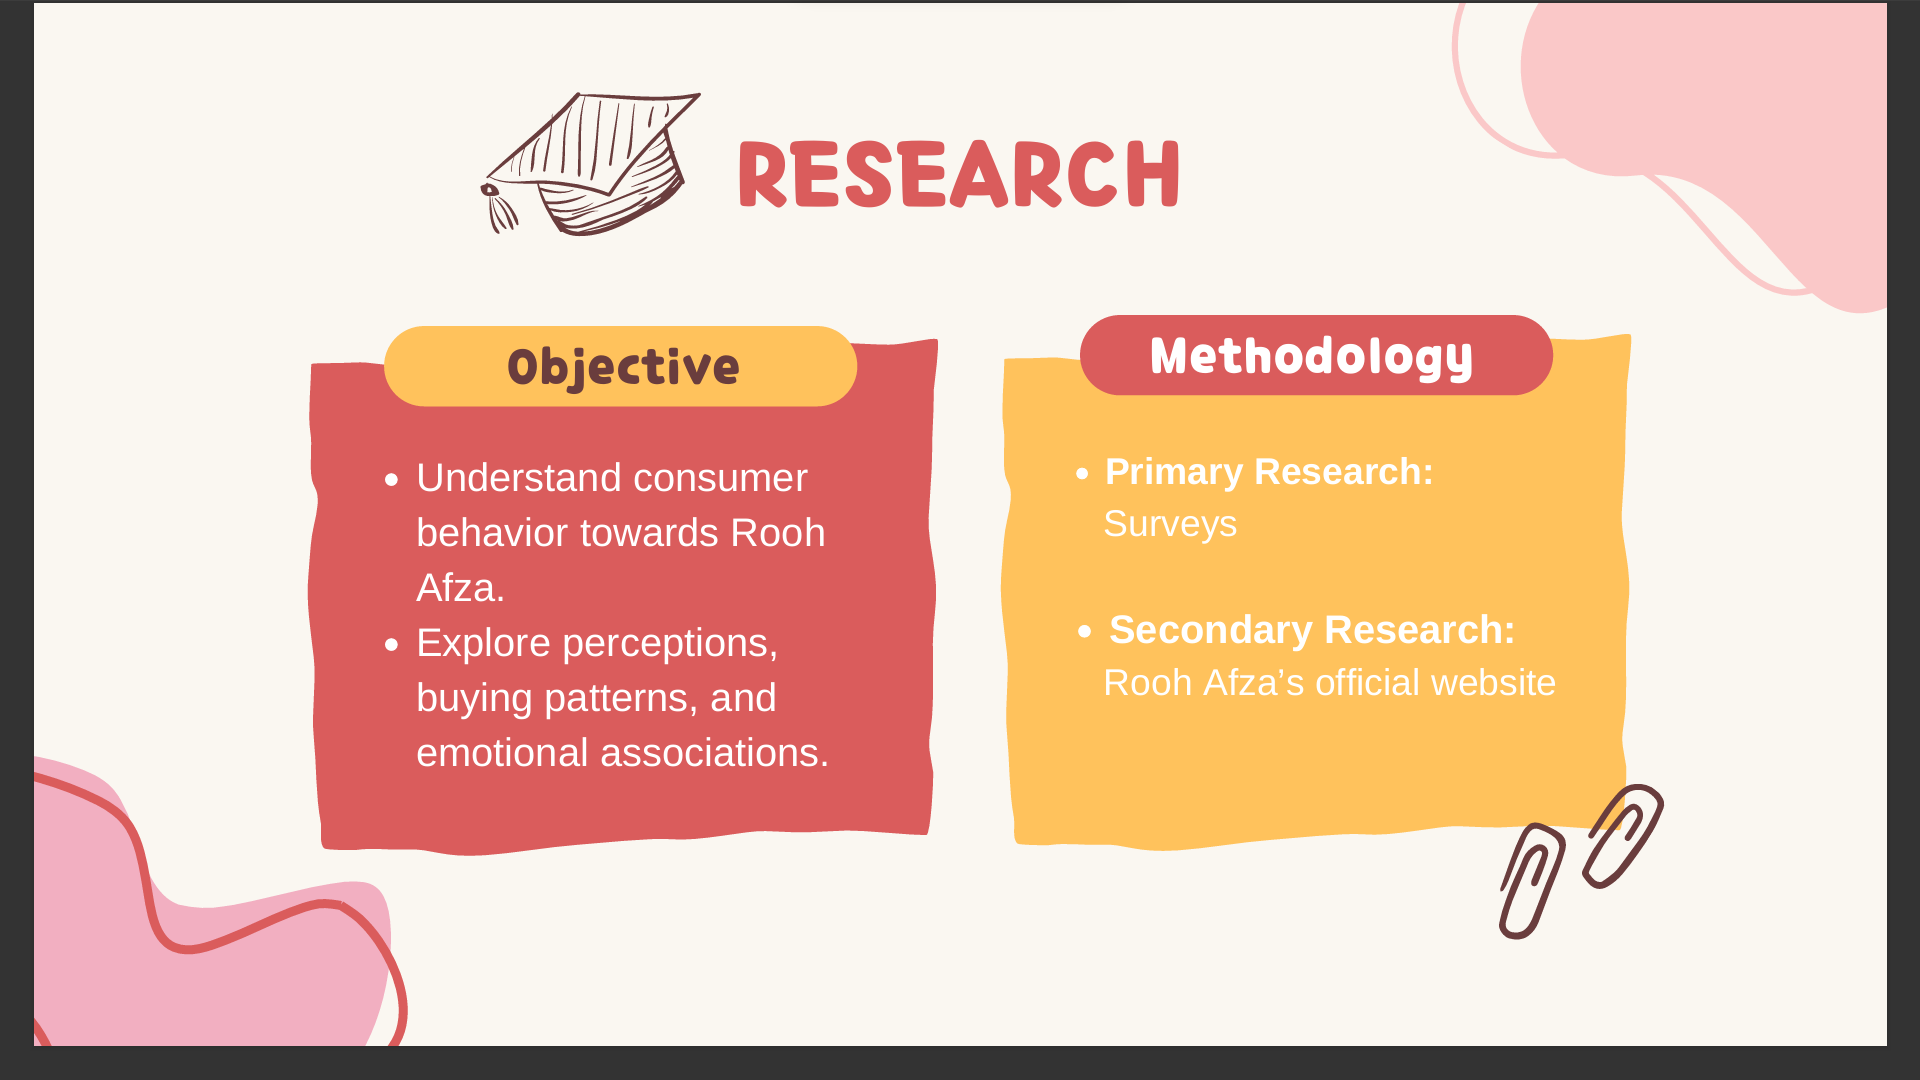 RESEARCH
Objective
• Understand consumer
behavior towards Rooh
Afza.
• Explore perceptions,
buying patterns, and
emotional associations.
Methodology
• Primary Research:
Surveys
• Secondary Research:
Rooh Afza’s official website